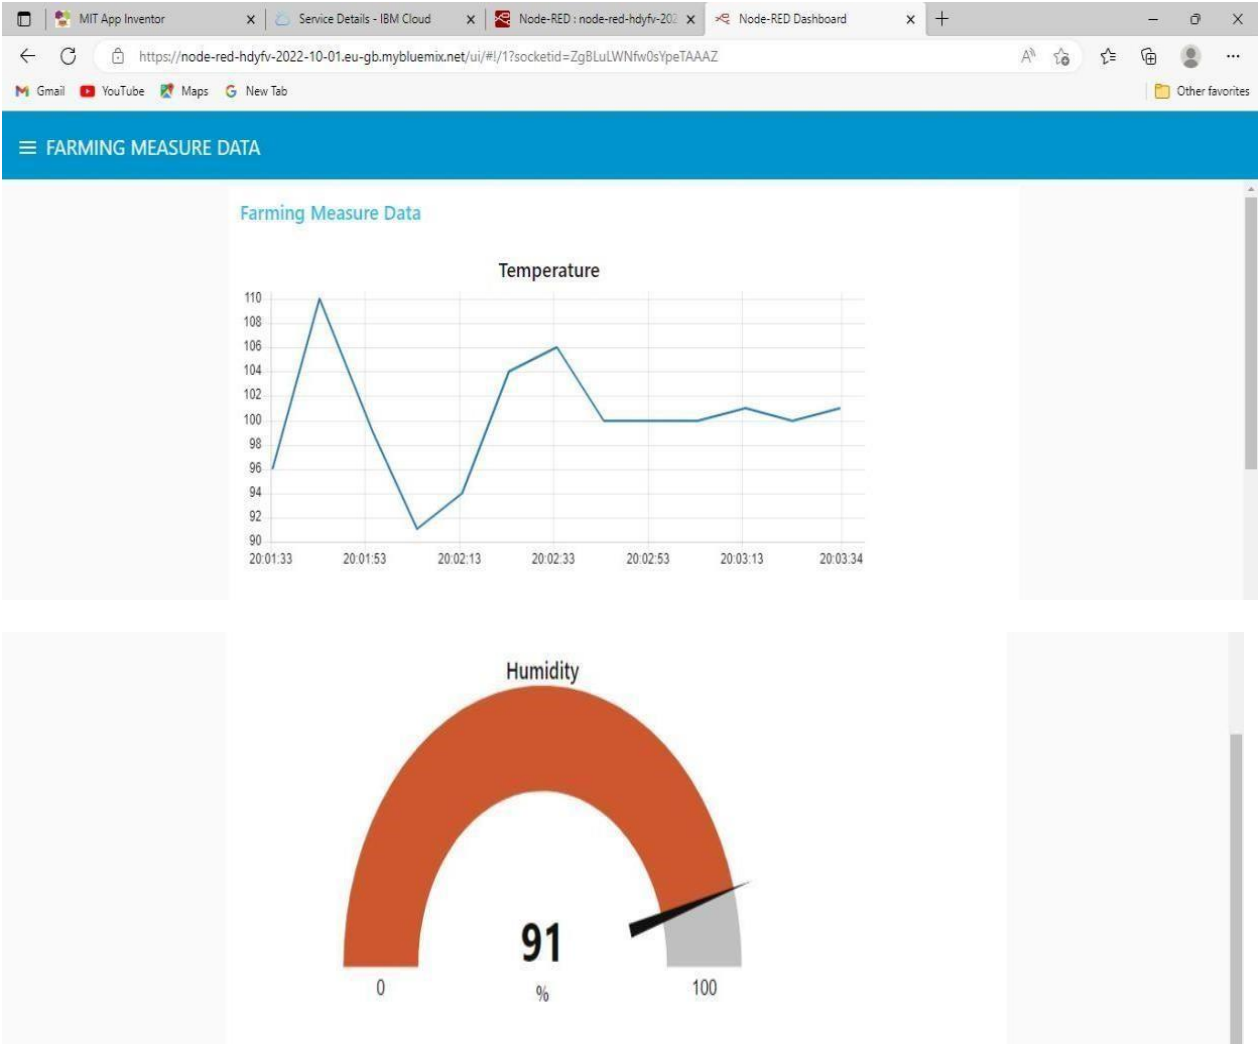 MIT App Inventor
Service Details - IBM Cloud
Node-RED : node-red-hdyfv-202
Node-RED Dashboard
https://node-red-hdyfv-2022-10-01.eu-gb.mybluemix.net/ui/#!/1?socketid=ZgBLuLWNfw0sYpeTAAAZ
Gmail YouTube Maps New Tab Other favorites
FARMING MEASURE DATA
Farming Measure Data
Temperature
110
108
106
104
102
100
98
96
94
92
90
20:01:33 20:01:53 20:02:13 20:02:33 20:02:53 20:03:13 20:03:34
Humidity
91
0 % 100